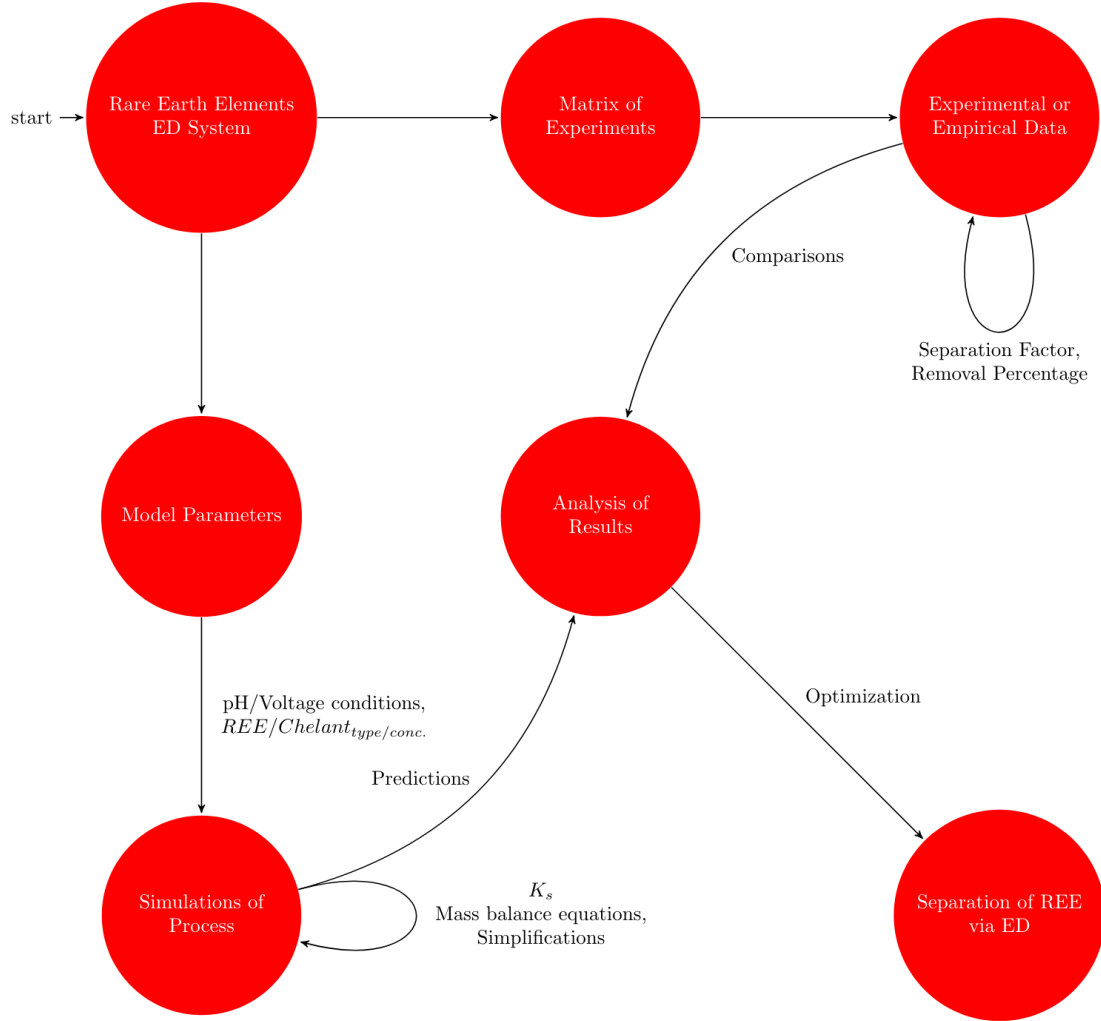 start
Rare Earth Elements
ED System
Matrix of
Experiments
Experimental or
Empirical Data
Comparisons
Separation Factor,
Removal Percentage
Model Parameters
Analysis of
Results
pH/Voltage conditions,
REE/Chelant_{type/conc.}
Optimization
Predictions
Simulations of
Process
K_s
Mass balance equations,
Simplifications
Separation of REE
via ED